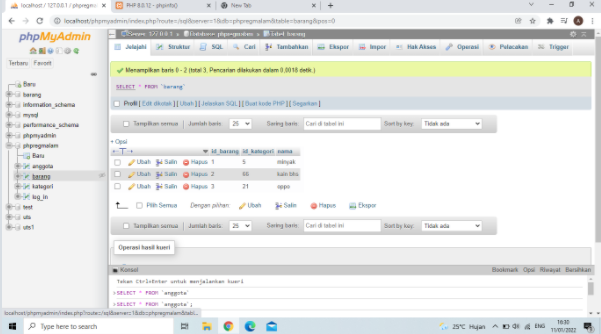 localhost / 127.0.0.1 / phpregma
PHP 8.0.12 - phpinfo()
New Tab
localhost/phpmyadmin/index.php?route=/sql&server=1&db=phpregmalam&table=barang&pos=0
phpMyAdmin
Terbaru Favorit
Baru
barang
information_schema
mysql
performance_schema
phpmyadmin
phpregmalam
Baru
anggota
barang
kategori
log_in
test
uts
uts1
Server: 127.0.0.1 » Database: phpregmalam » Tabel: barang
Jelajahi Struktur SQL Cari Tambahkan Ekspor Impor Hak Akses Operasi Pelacakan Trigger
Menampilkan baris 0 - 2 (total 3, Pencarian dilakukan dalam 0,0018 detik.)
SELECT * FROM `barang`
Profil [ Edit dikotak ] [ Ubah ] [ Jelaskan SQL ] [ Buat kode PHP ] [ Segarkan ]
Tampilkan semua Jumlah baris: 25 Saring baris: Cari di tabel ini Sort by key: Tidak ada
+ Opsi
id_barang id_kategori nama
Ubah Salin Hapus 1 5 minyak
Ubah Salin Hapus 2 66 kain bita
Ubah Salin Hapus 3 21 oppo
Pilih Semua Dengan pilihan: Ubah Salin Hapus Ekspor
Tampilkan semua Jumlah baris: 25 Saring baris: Cari di tabel ini Sort by key: Tidak ada
Operasi hasil kueri
Konsol Bookmark Opsi Riwayat Bersihkan
Tekan Ctrl+Enter untuk menjalankan kueri
>SELECT * FROM `anggota`
>SELECT * FROM `anggota`;
localhost/phpmyadmin/index.php?route=/sql&server=1&db=phpregmalam&tabl...
Type here to search
25°C Hujan
ENG
16:30
11/01/2022